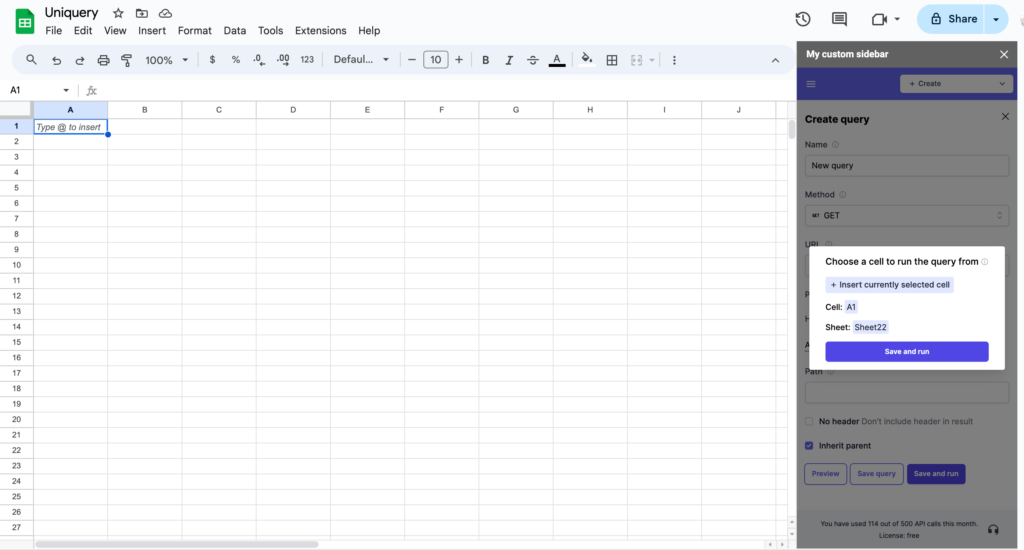 Uniquery
File Edit View Insert Format Data Tools Extensions Help
Share
100% $ % .0 .00 123 Defaul... 10 B I A
A1 fx
A B C D E F G H I J
1 Type @ to insert
2
3
4
5
6
7
8
9
10
11
12
13
14
15
16
17
18
19
20
21
22
23
24
25
26
27
My custom sidebar
+ Create
Create query
Name
New query
Method
GET GET
URL
Choose a cell to run the query from
+ Insert currently selected cell
Cell: A1
Sheet: Sheet22
Save and run
Path
No header Don't include header in result
Inherit parent
Preview Save query Save and run
You have used 114 out of 500 API calls this month.
License: free